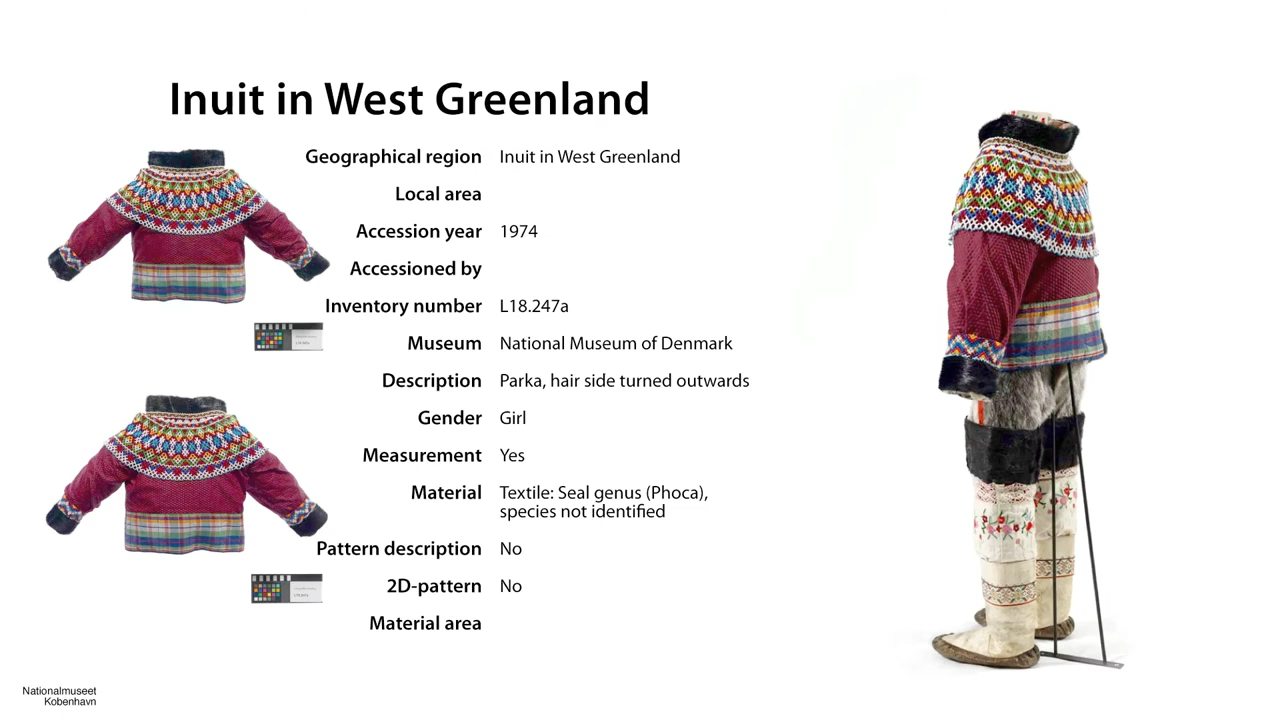 Inuit in West Greenland
Geographical region Inuit in West Greenland
Local area
Accession year 1974
Accessioned by
Inventory number L18.247a
Museum National Museum of Denmark
Description Parka, hair side turned outwards
Gender Girl
Measurement Yes
Material Textile: Seal genus (Phoca),
species not identified
Pattern description No
2D-pattern No
Material area
Nationalmuseet
Kobenhavn